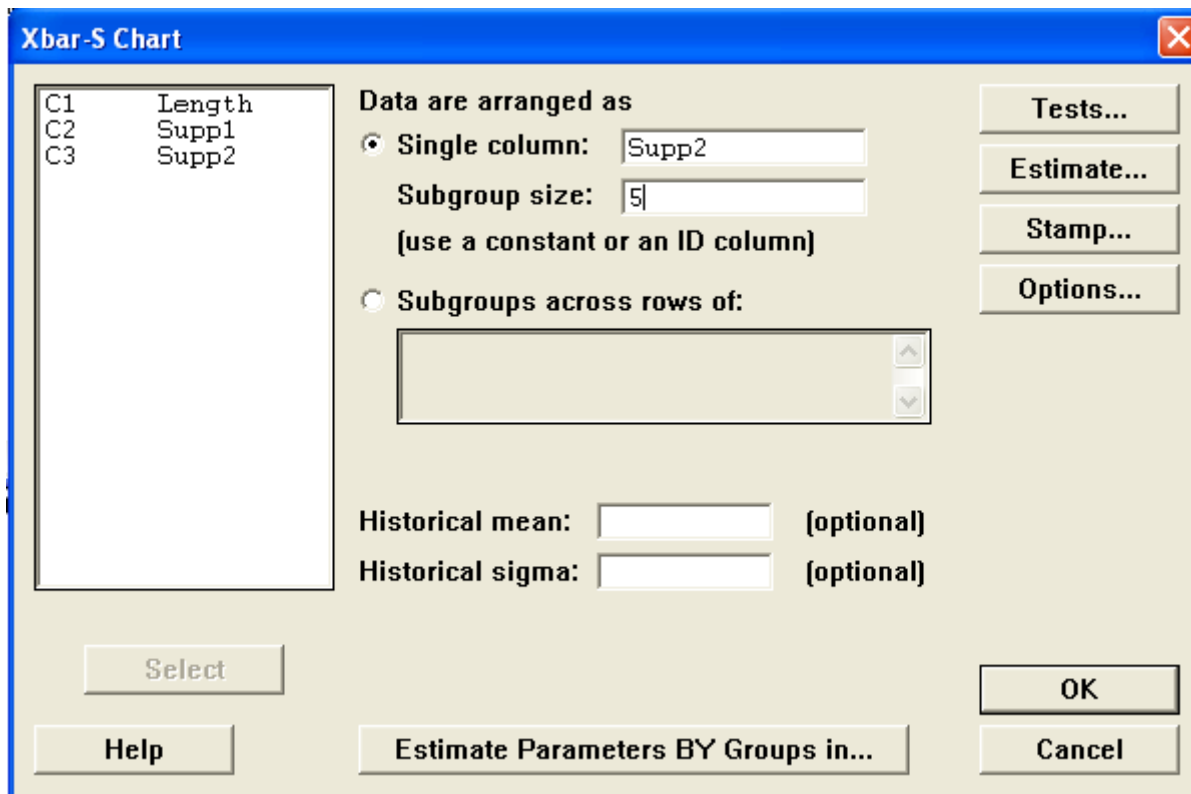 Xbar-S Chart
C1 Length
C2 Supp1
C3 Supp2
Data are arranged as
Single column: Supp2
Subgroup size: 5
(use a constant or an ID column)
Subgroups across rows of:
Historical mean: (optional)
Historical sigma: (optional)
Tests...
Estimate...
Stamp...
Options...
Select
Help
Estimate Parameters BY Groups in...
OK
Cancel